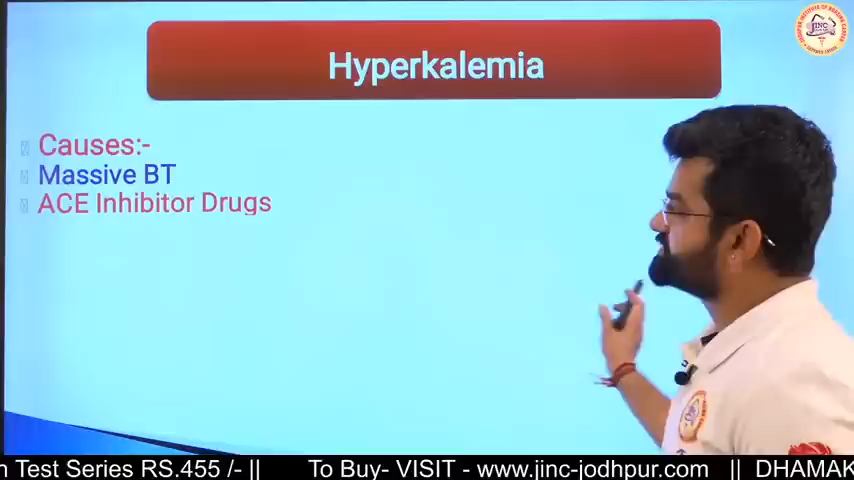 Hyperkalemia
Causes:-
Massive BT
ACE Inhibitor Drugs
JINC
n Test Series RS.455 /- || To Buy- VISIT - www.jinc-jodhpur.com || DHAMAK